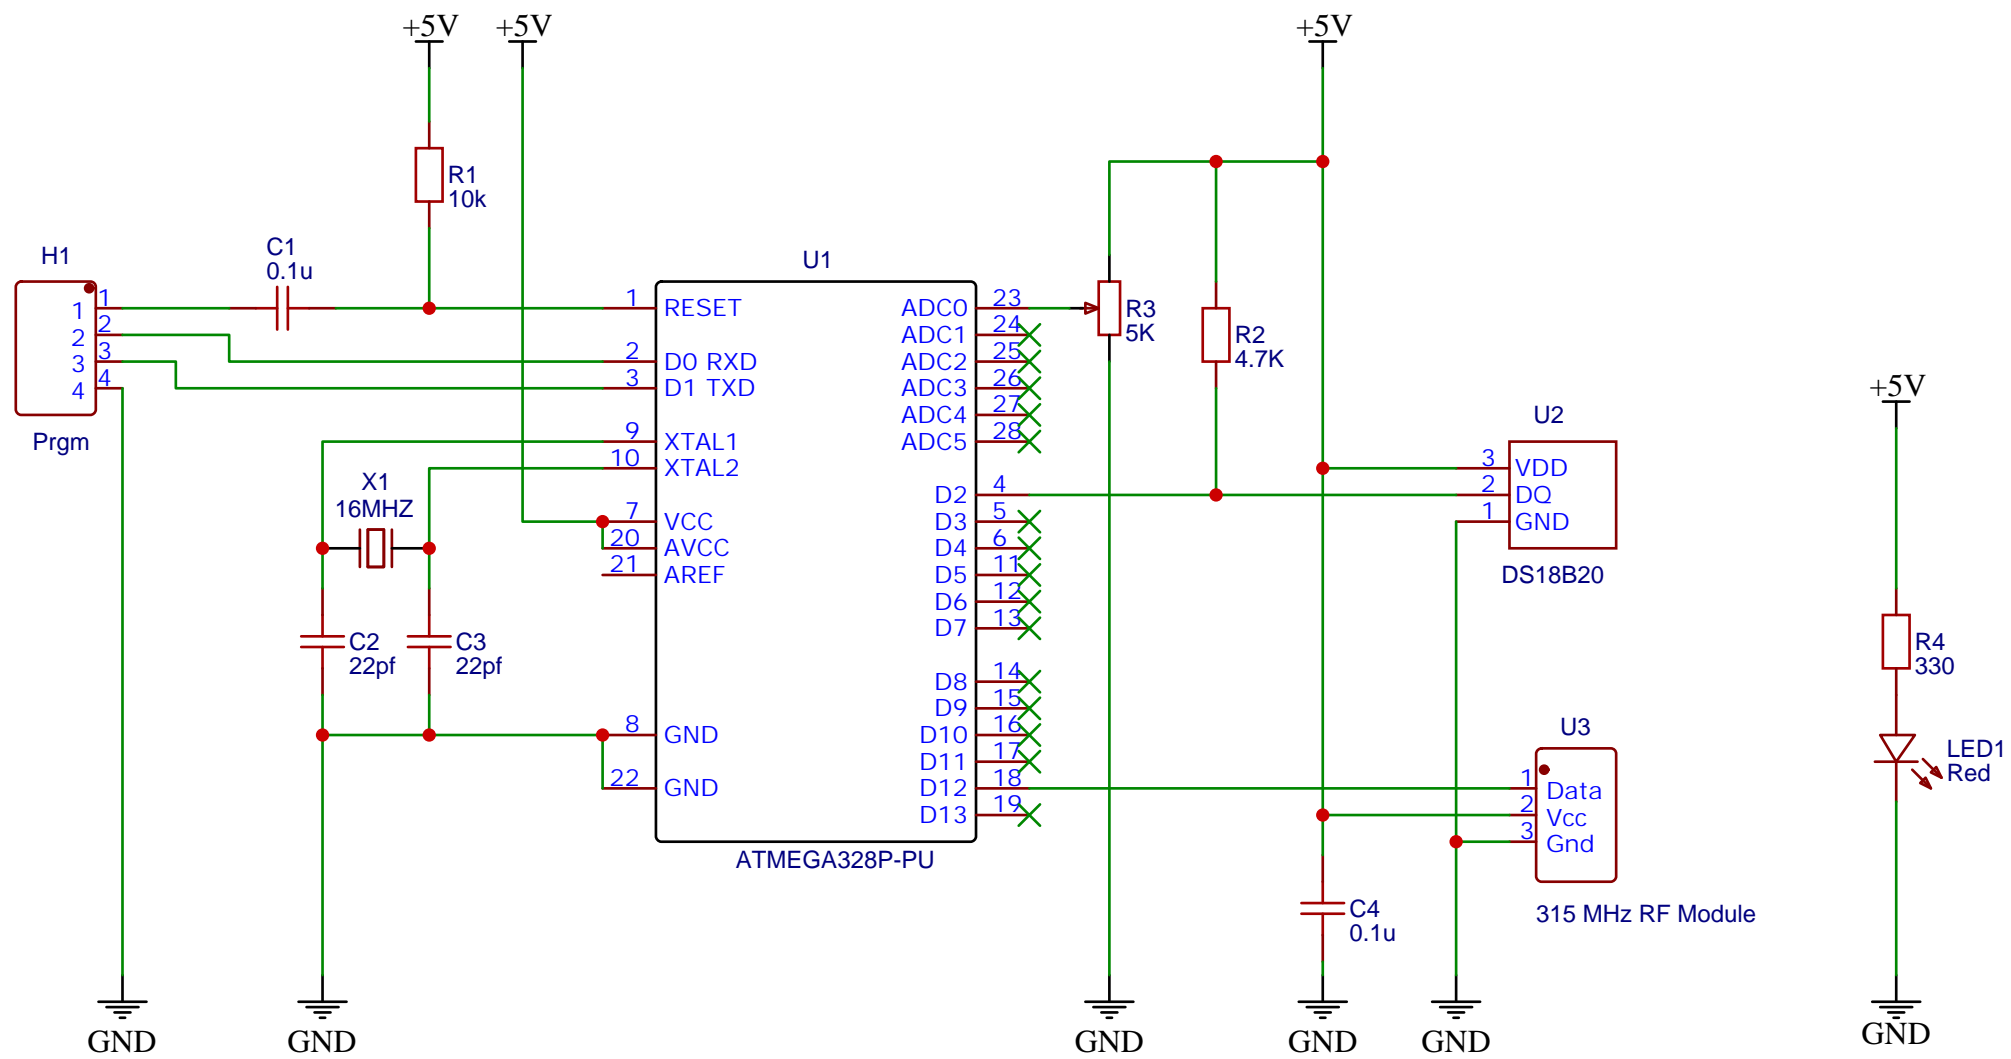 +5V
+5V
+5V
R1
10k
H1
C1
0.1u
1
2
3
4
1
2
3
4
Prgm
U1
1
RESET
2
D0 RXD
3
D1 TXD
9
XTAL1
10
XTAL2
7
VCC
20
AVCC
21
AREF
8
GND
22
GND
ADC0
23
ADC1
24
ADC2
25
ADC3
26
ADC4
27
ADC5
28
D2
4
D3
5
D4
6
D5
11
D6
12
D7
13
D8
14
D9
15
D10
16
D11
17
D12
18
D13
19
ATMEGA328P-PU
X1
16MHZ
C2
22pf
C3
22pf
R3
5K
R2
4.7K
U2
3
VDD
2
DQ
1
GND
DS18B20
U3
1
Data
2
Vcc
3
Gnd
315 MHz RF Module
C4
0.1u
+5V
R4
330
LED1
Red
GND
GND
GND
GND
GND
GND